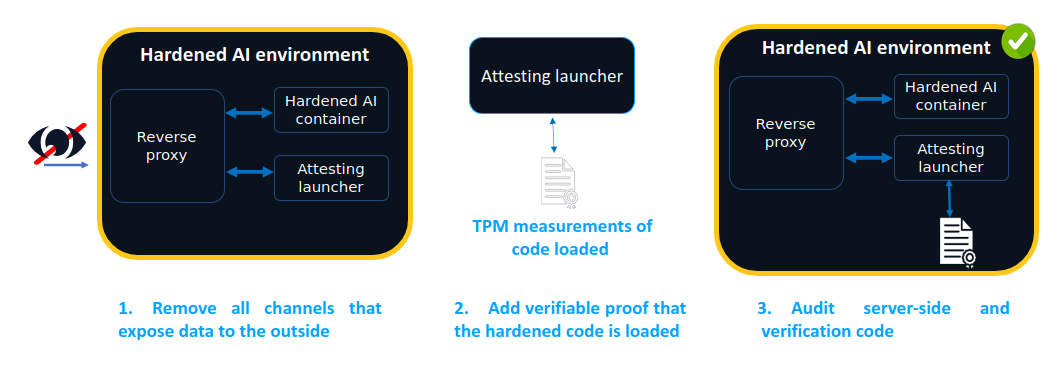 Hardened AI environment
Reverse
proxy
Hardened AI
container
Attesting
launcher
1. Remove all channels that
expose data to the outside
Attesting launcher
TPM measurements of
code loaded
2. Add verifiable proof that
the hardened code is loaded
Hardened AI environment
Reverse
proxy
Hardened AI
container
Attesting
launcher
3. Audit server-side and
verification code